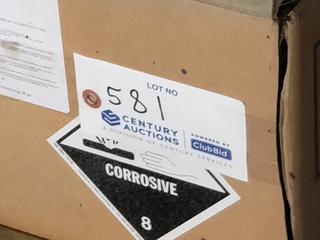 LOT NO
581
CENTURY
AUCTIONS
A DIVISION OF CENTURY SERVICES
POWERED BY
ClubBid
CORROSIVE
8